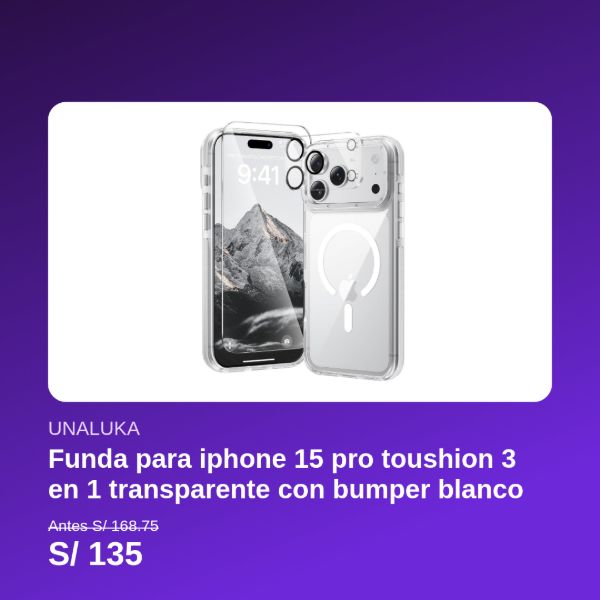 9:41
UNALUKA
Funda para iphone 15 pro toushion 3
en 1 transparente con bumper blanco
Antes S/ 168.75
S/ 135